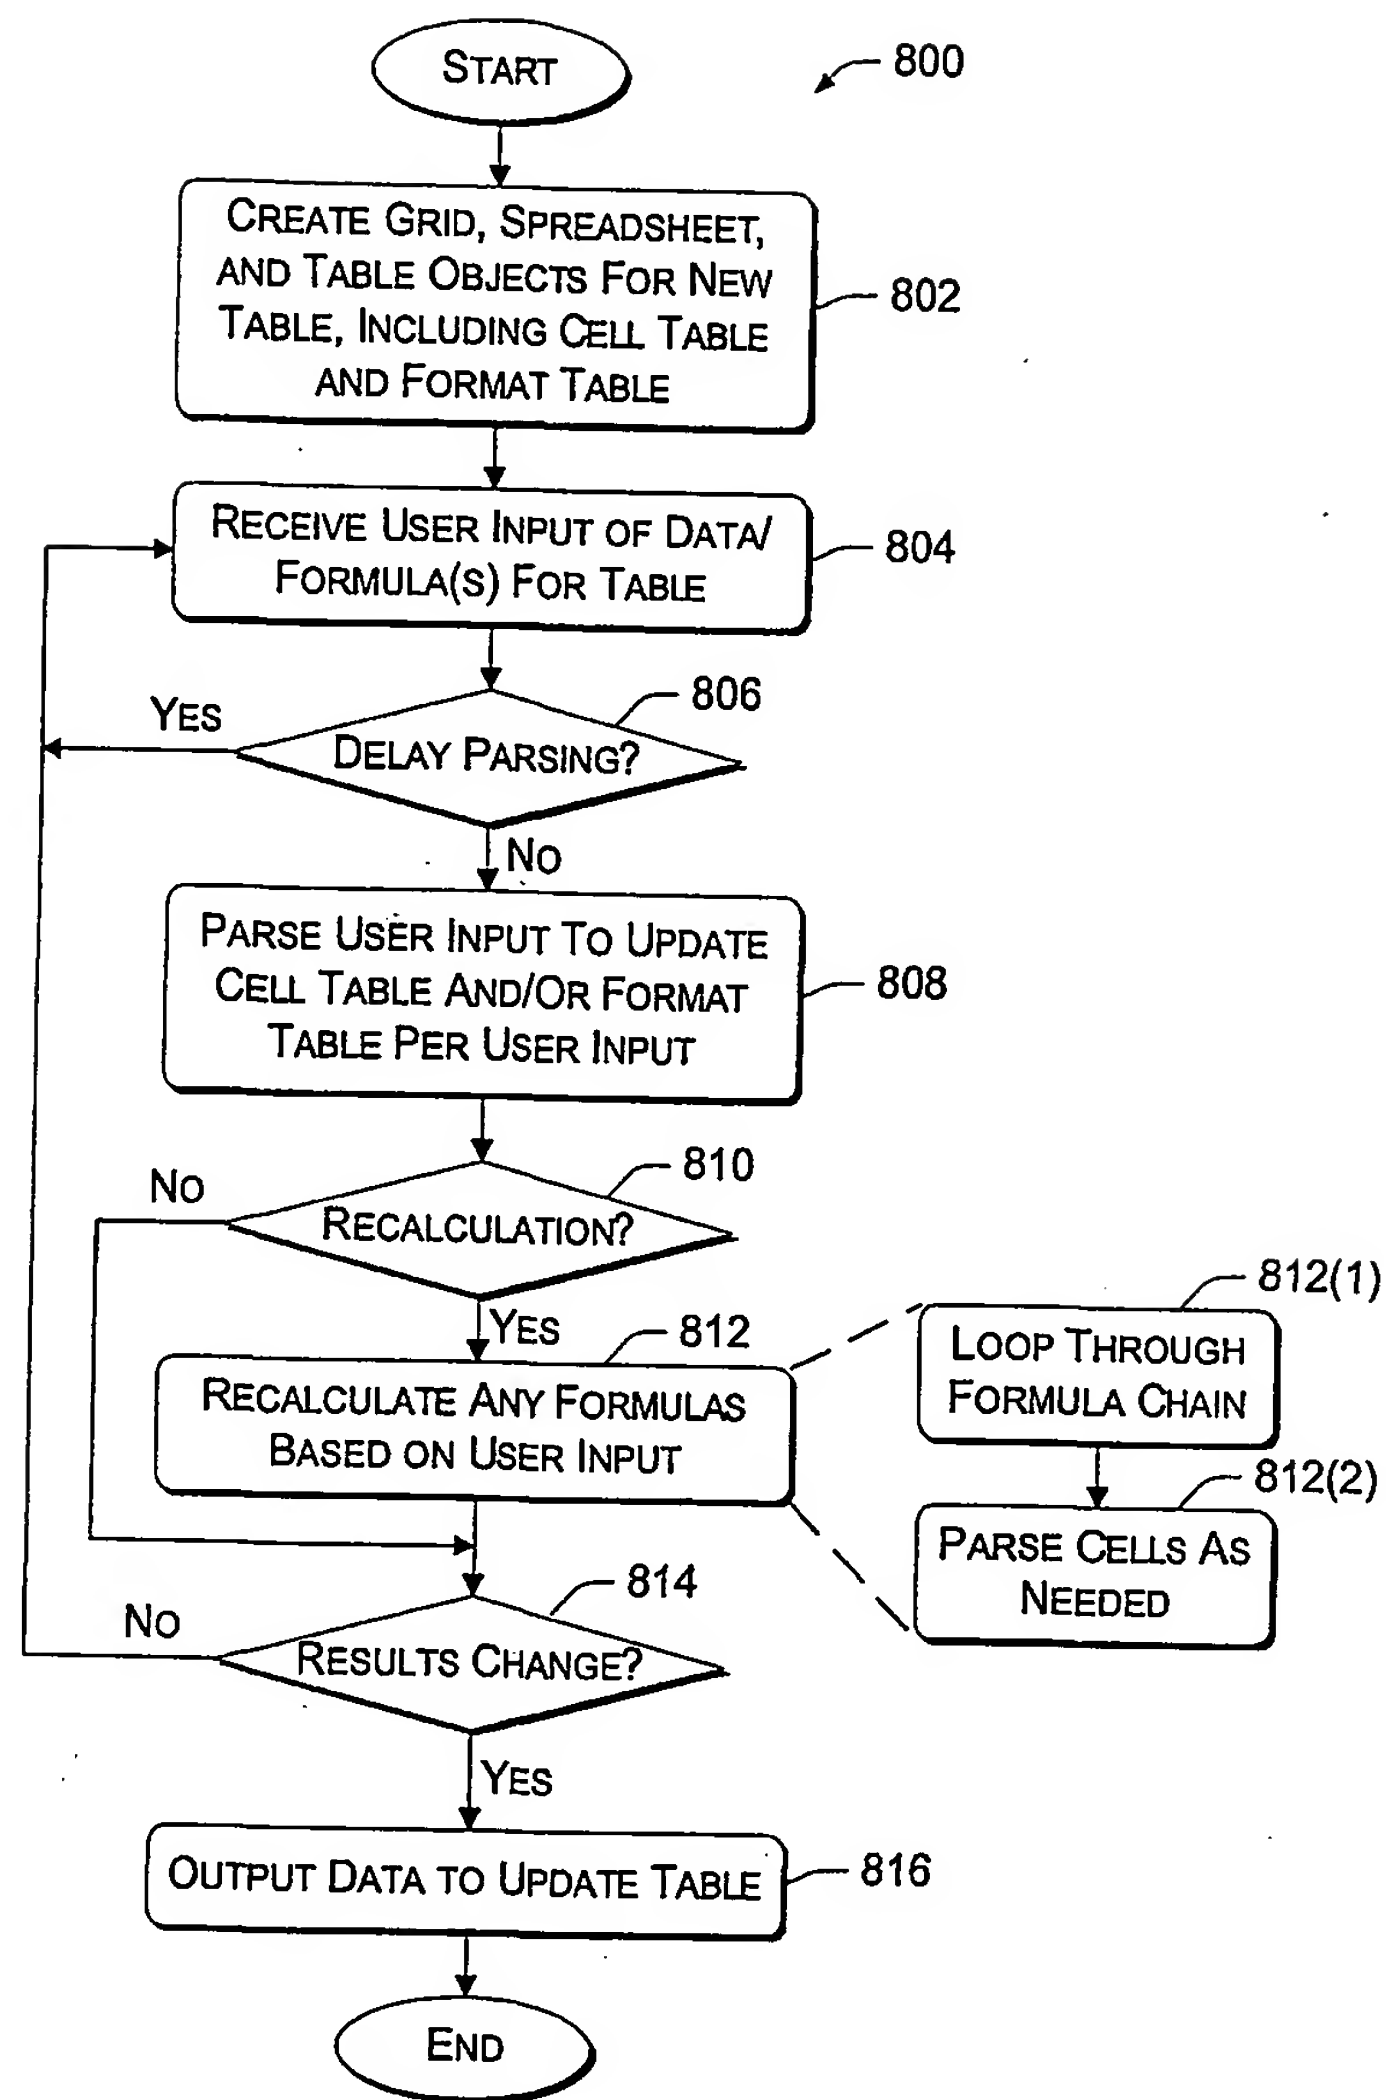 START
800
CREATE GRID, SPREADSHEET,
AND TABLE OBJECTS FOR NEW
TABLE, INCLUDING CELL TABLE
AND FORMAT TABLE
802
RECEIVE USER INPUT OF DATA/
FORMULA(S) FOR TABLE
804
806
YES
DELAY PARSING?
NO
PARSE USER INPUT TO UPDATE
CELL TABLE AND/OR FORMAT
TABLE PER USER INPUT
808
810
NO
RECALCULATION?
YES
812
RECALCULATE ANY FORMULAS
BASED ON USER INPUT
812(1)
LOOP THROUGH
FORMULA CHAIN
812(2)
PARSE CELLS AS
NEEDED
814
NO
RESULTS CHANGE?
YES
OUTPUT DATA TO UPDATE TABLE
816
END